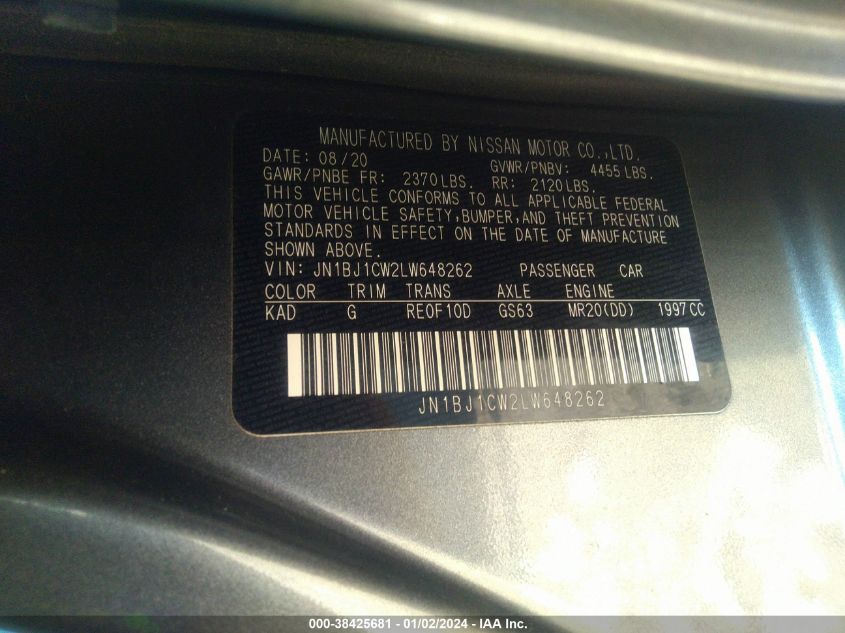 MANUFACTURED BY NISSAN MOTOR CO.,LTD.
DATE: 08/20 GVWR/PNBV: 4455 LBS.
GAWR/PNBE FR: 2370 LBS. RR: 2120 LBS.
THIS VEHICLE CONFORMS TO ALL APPLICABLE FEDERAL
MOTOR VEHICLE SAFETY,BUMPER,AND THEFT PREVENTION
STANDARDS IN EFFECT ON THE DATE OF MANUFACTURE
SHOWN ABOVE.
VIN: JN1BJ1CW2LW648262 PASSENGER CAR
COLOR TRIM TRANS AXLE ENGINE
KAD G RE0F10D GS63 MR20(DD) 1997 CC
JN1BJ1CW2LW648262
000-38425681 - 01/02/2024 - IAA Inc.